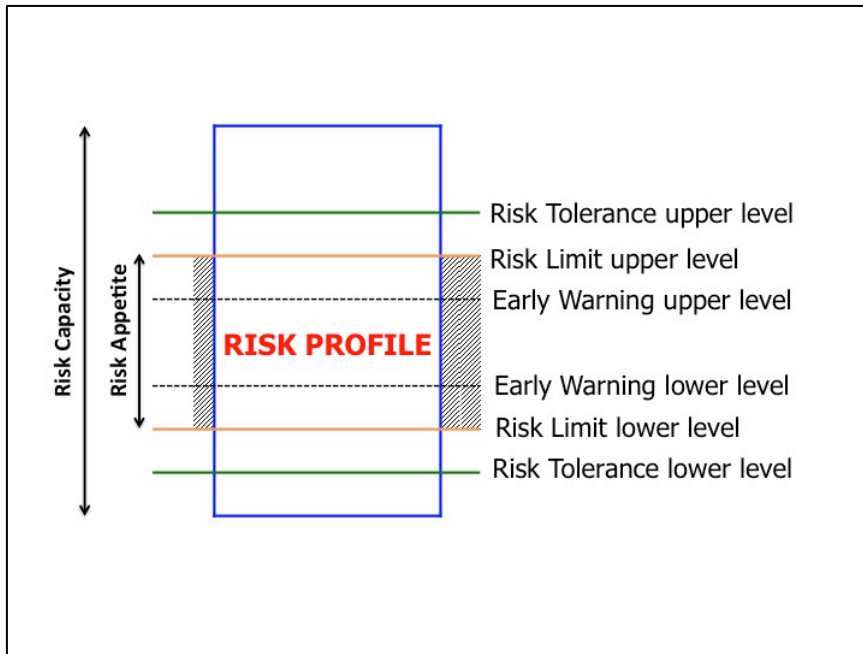 Risk Capacity
Risk Appetite
Risk Tolerance upper level
Risk Limit upper level
Early Warning upper level
RISK PROFILE
Early Warning lower level
Risk Limit lower level
Risk Tolerance lower level